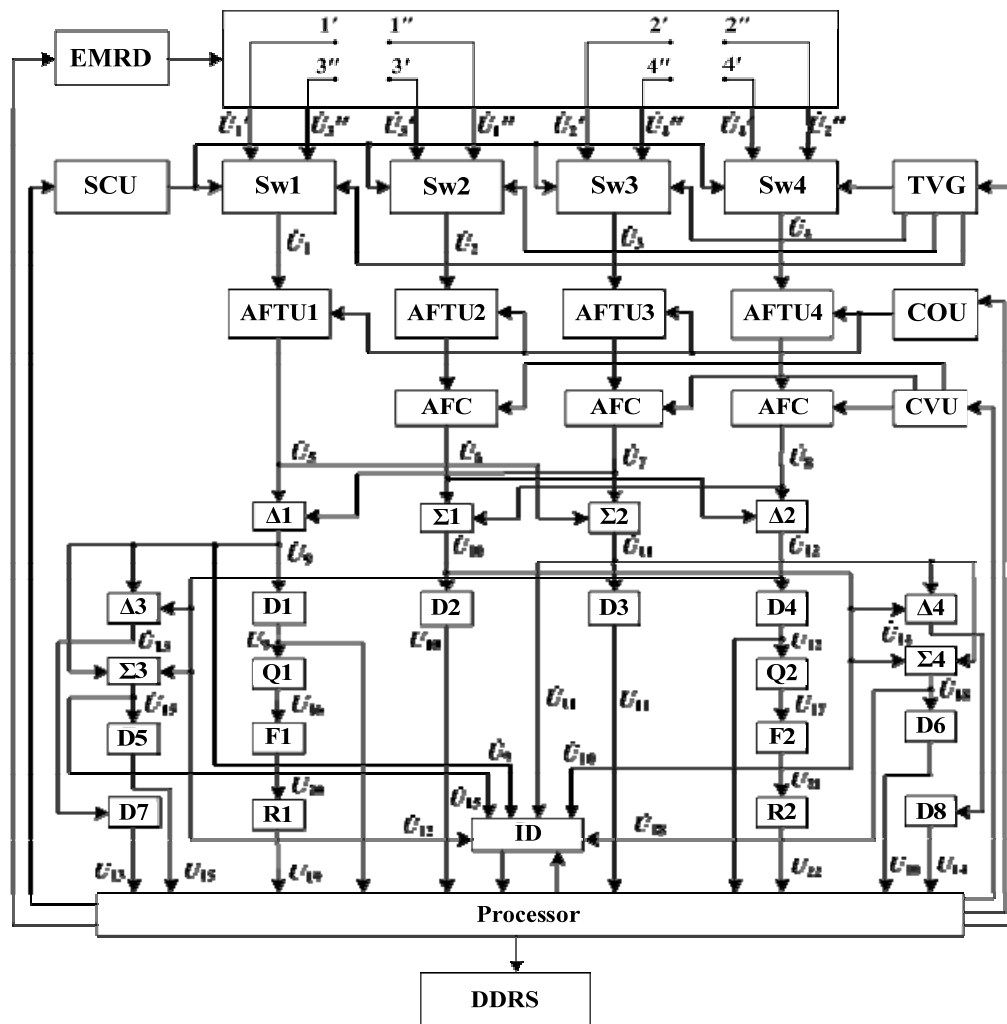 1′ 1″ 2′ 2″
EMRD
3″ 3′ 4″ 4′
U̇₁′ U̇₃″ U̇₃′ U̇₁″ U̇₂′ U̇₄″ U̇₄′ U̇₂″
SCU Sw1 Sw2 Sw3 Sw4 TVG
U̇₁ U̇₂ U̇₃ U̇₄
AFTU1 AFTU2 AFTU3 AFTU4 COU
AFC AFC AFC CVU
U̇₅ U̇₆ U̇₇ U̇₈
Δ1 Σ1 Σ2 Δ2
U̇₉ U̇₁₀ U̇₁₁ U̇₁₂
Δ3 D1 D2 D3 D4 Δ4
U̇₁₃ U₉ U₁₀ U₁₂ U̇₁₄
Σ3 Q1 Q2 Σ4
U̇₁₅ U₁₆ U̇₁₁ U₁₁ U₁₇
D5 F1 F2 D6
U̇₉ U̇₁₀
U₂₀ U₂₁
D7 R1 U̇₁₅ R2 D8
U̇₁₂ ID
U₁₃ U₁₅ U₁₉ U₂₂ U₁₄
Processor
DDRS